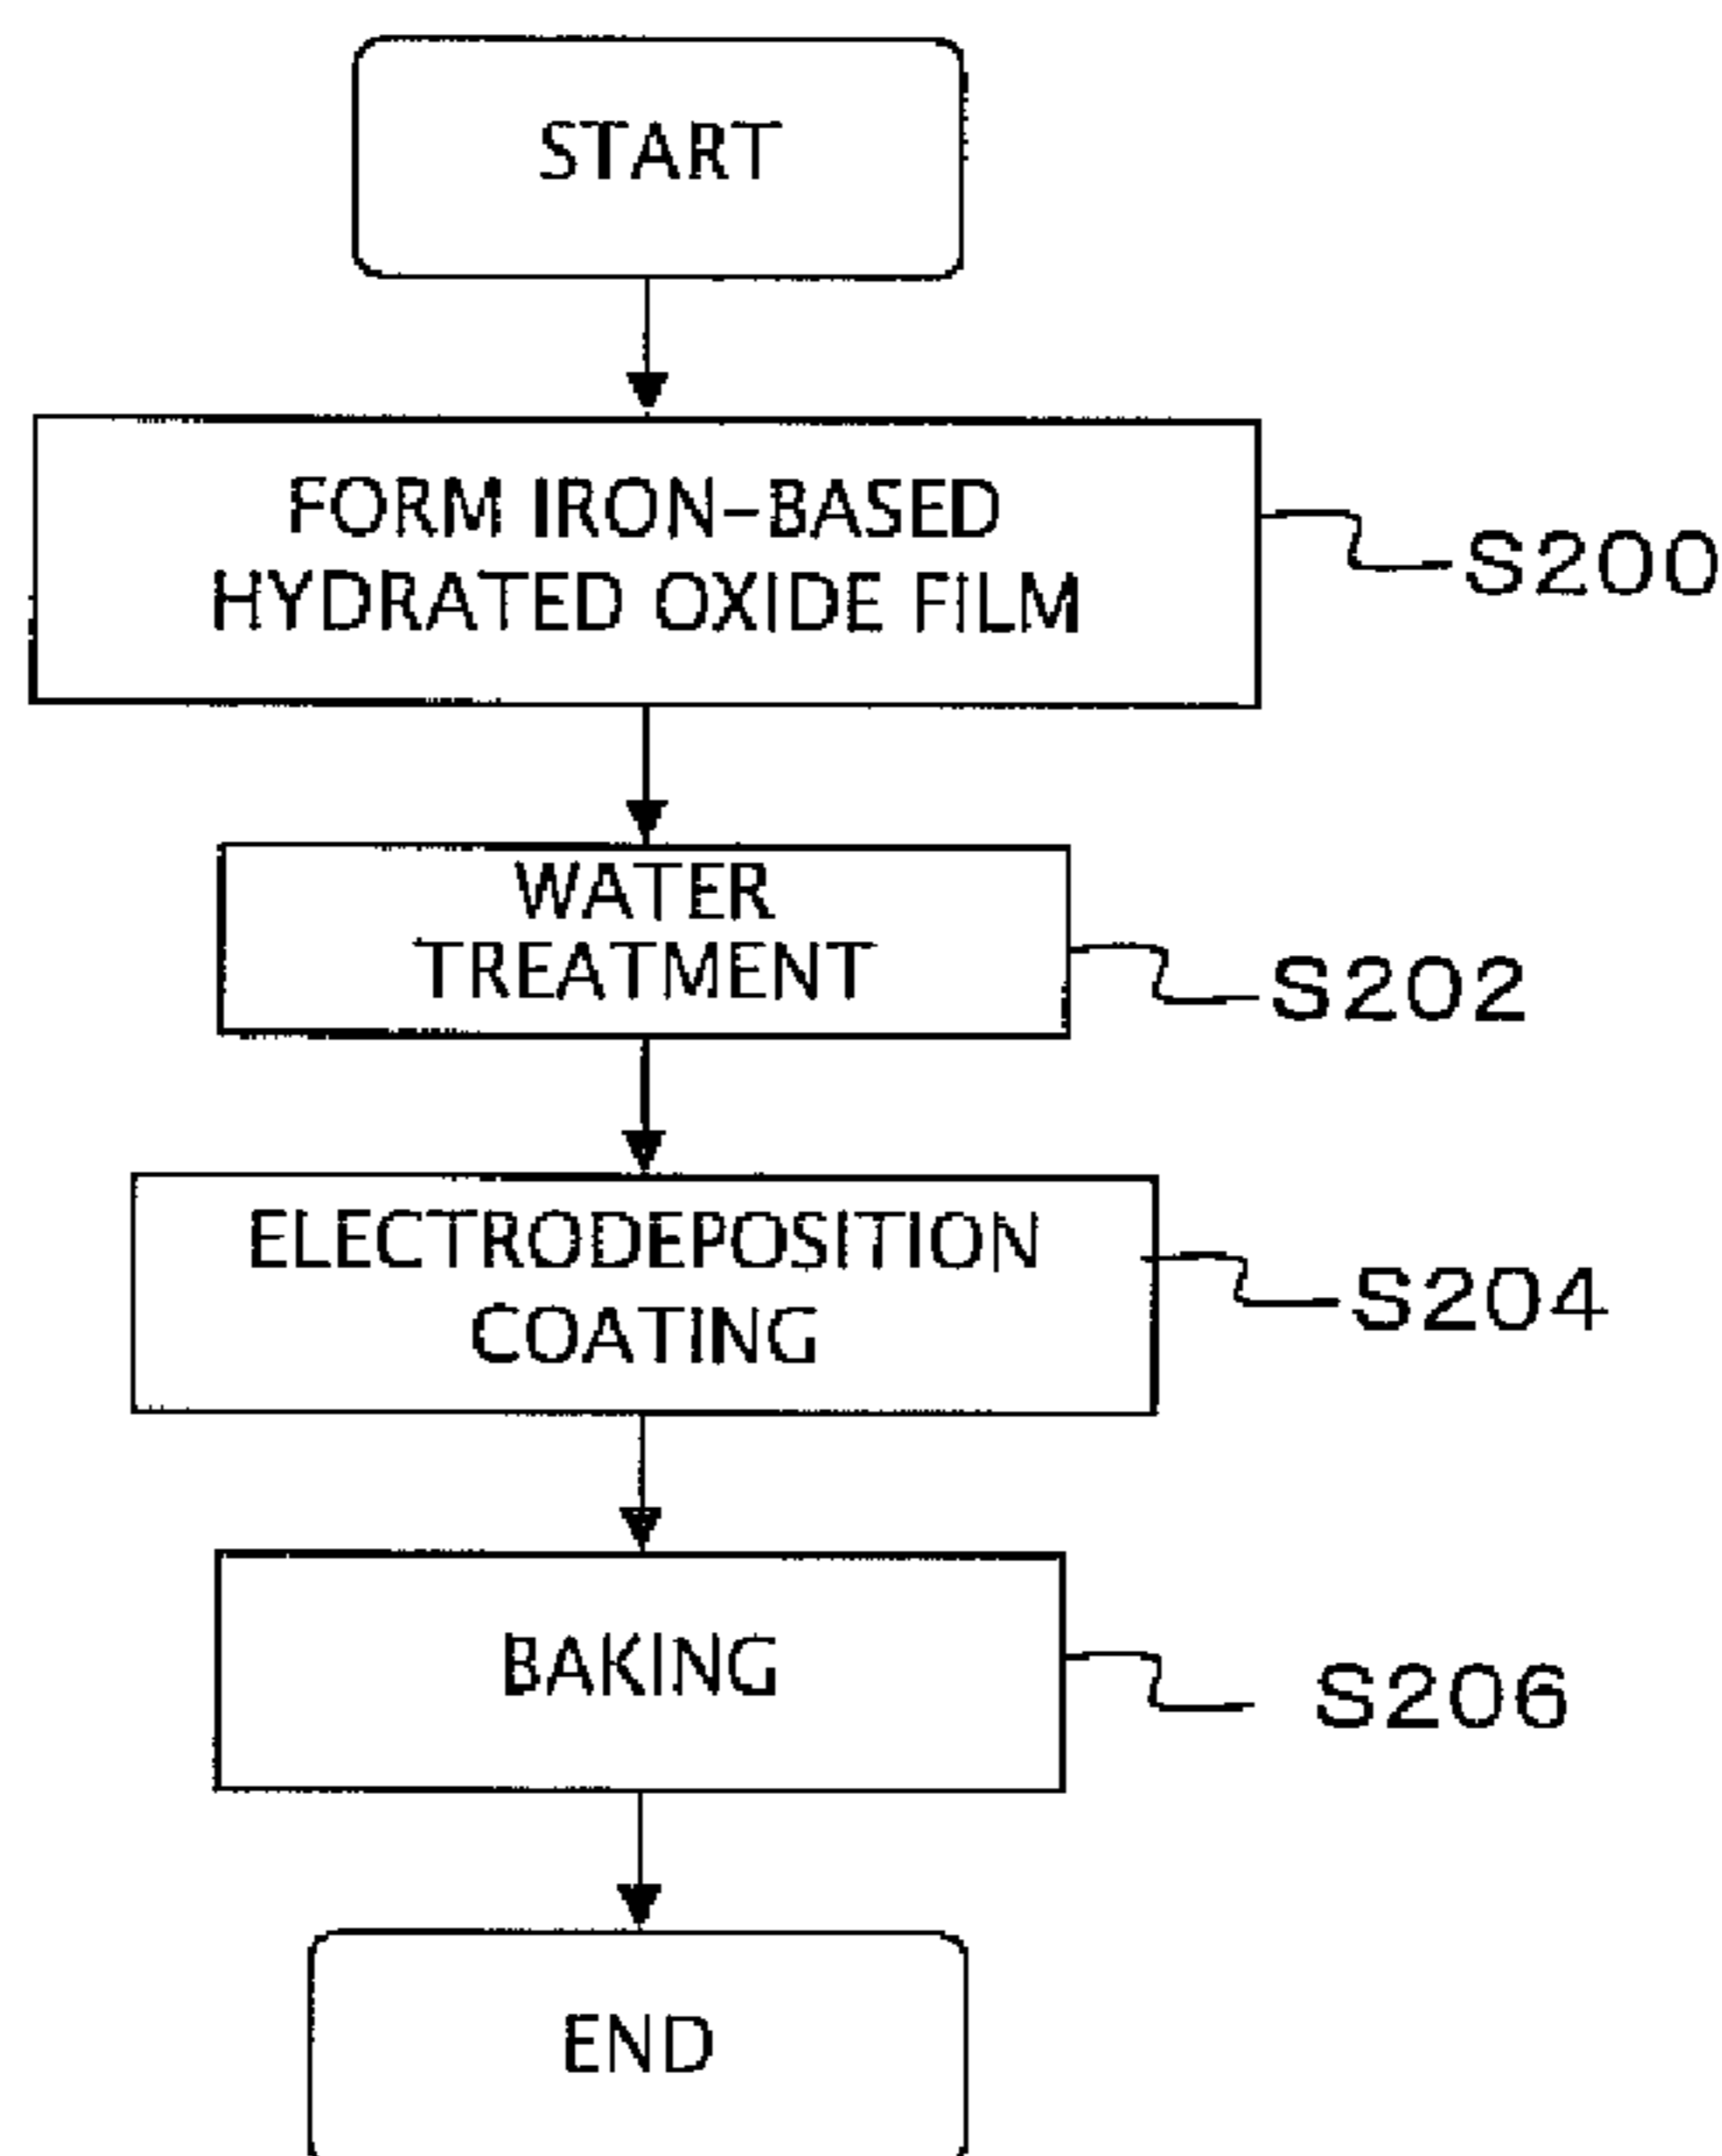 START
FORM IRON-BASED
HYDRATED OXIDE FILM
S200
WATER
TREATMENT
S202
ELECTRODEPOSITION
COATING
S204
BAKING
S206
END